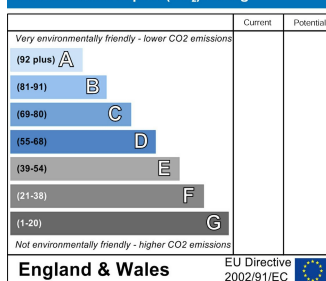 Current Potential
Very environmentally friendly - lower CO2 emissions
(92 plus) A
(81-91) B
(69-80) C
(55-68) D
(39-54) E
(21-38) F
(1-20) G
Not environmentally friendly - higher CO2 emissions
England & Wales
EU Directive
2002/91/EC